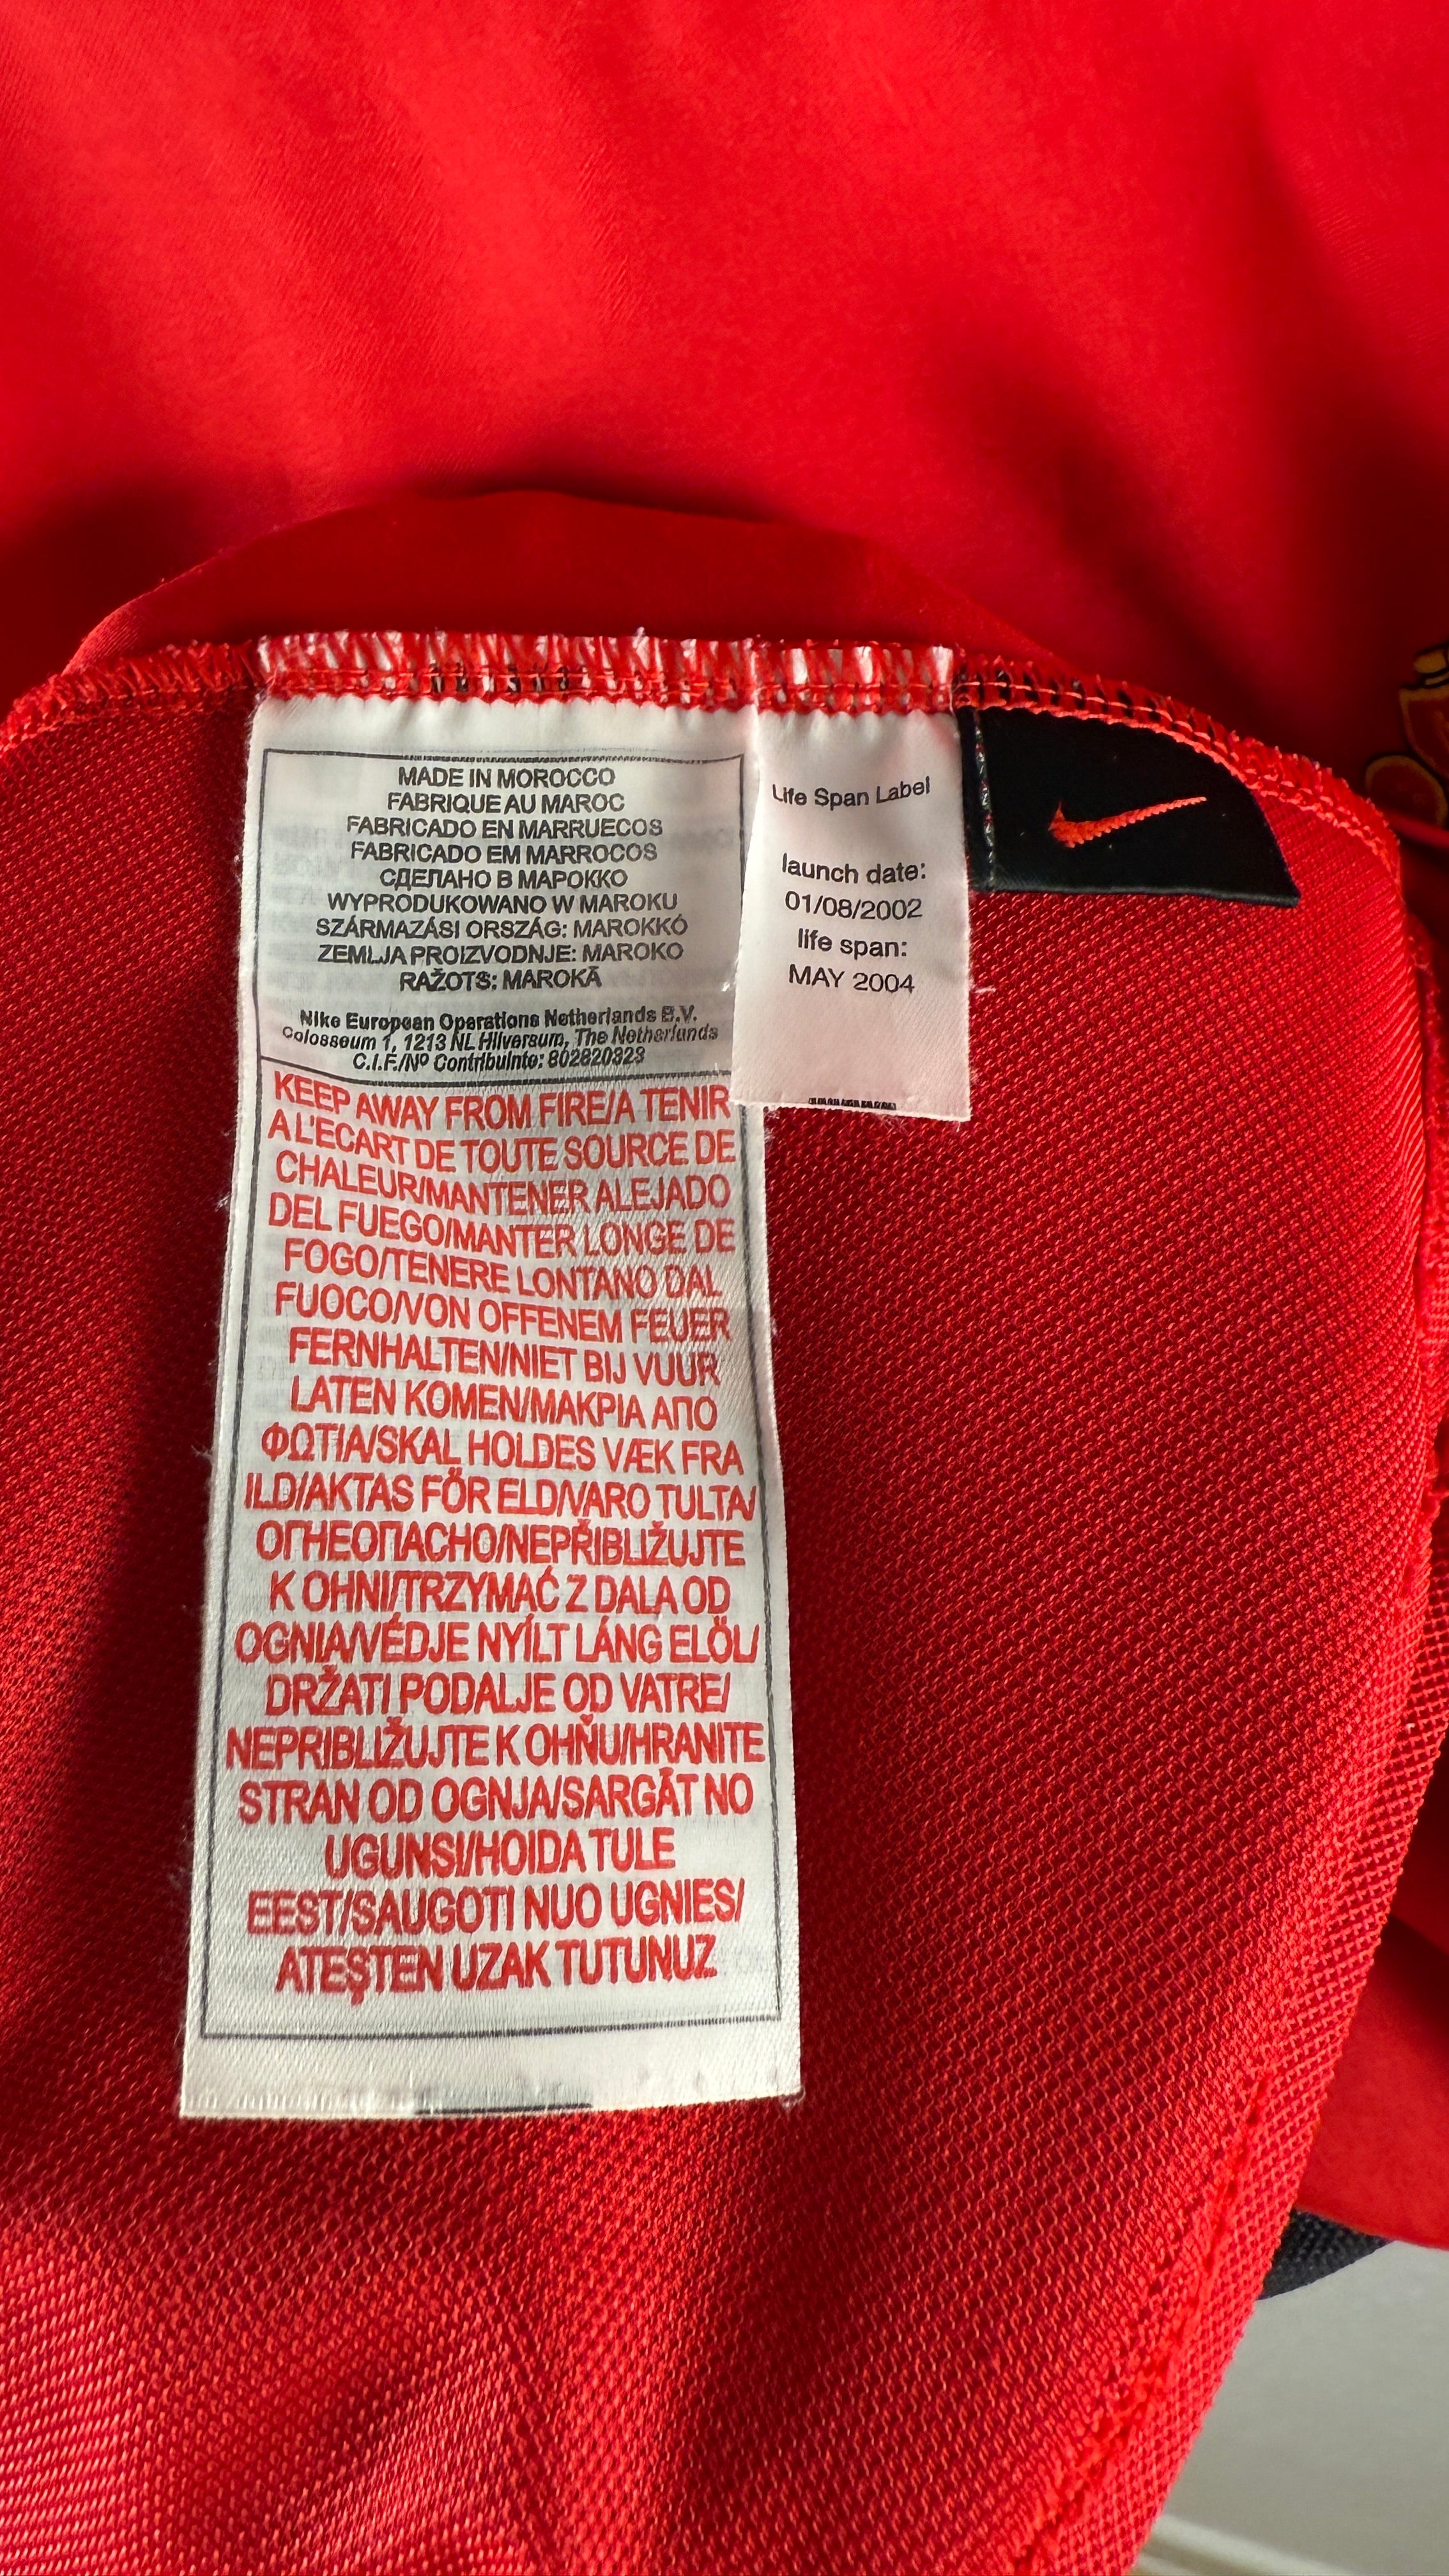 MADE IN MOROCCO
FABRIQUE AU MAROC
FABRICADO EN MARRUECOS
FABRICADO EM MARROCOS
СДЕЛАНО В МАРОККО
WYPRODUKOWANO W MAROKU
SZÁRMAZÁSI ORSZÁG: MAROKKÓ
ZEMLJA PROIZVODNJE: MAROKO
RAŽOTS: MAROKĀ
Nike European Operations Netherlands B.V.
Colosseum 1, 1213 NL Hilversum, The Netherlands
C.I.F./Nº Contribuinte: 802820323
KEEP AWAY FROM FIRE/A TENIR
A L'ECART DE TOUTE SOURCE DE
CHALEUR/MANTENER ALEJADO
DEL FUEGO/MANTER LONGE DE
FOGO/TENERE LONTANO DAL
FUOCO/VON OFFENEM FEUER
FERNHALTEN/NIET BIJ VUUR
LATEN KOMEN/ΜΑΚΡΙΑ ΑΠΟ
ΦΩΤΙΑ/SKAL HOLDES VÆK FRA
ILD/AKTAS FÖR ELD/VARO TULTA/
ОГНЕОПАСНО/NEPŘIBLIŽUJTE
K OHNI/TRZYMAĆ Z DALA OD
OGNIA/VÉDJE NYÍLT LÁNG ELŐL/
DRŽATI PODALJE OD VATRE/
NEPRIBLIŽUJTE K OHŇU/HRANITE
STRAN OD OGNJA/SARGĀT NO
UGUNSI/HOIDA TULE
EEST/SAUGOTI NUO UGNIES/
ATEŞTEN UZAK TUTUNUZ
Life Span Label
launch date:
01/08/2002
life span:
MAY 2004